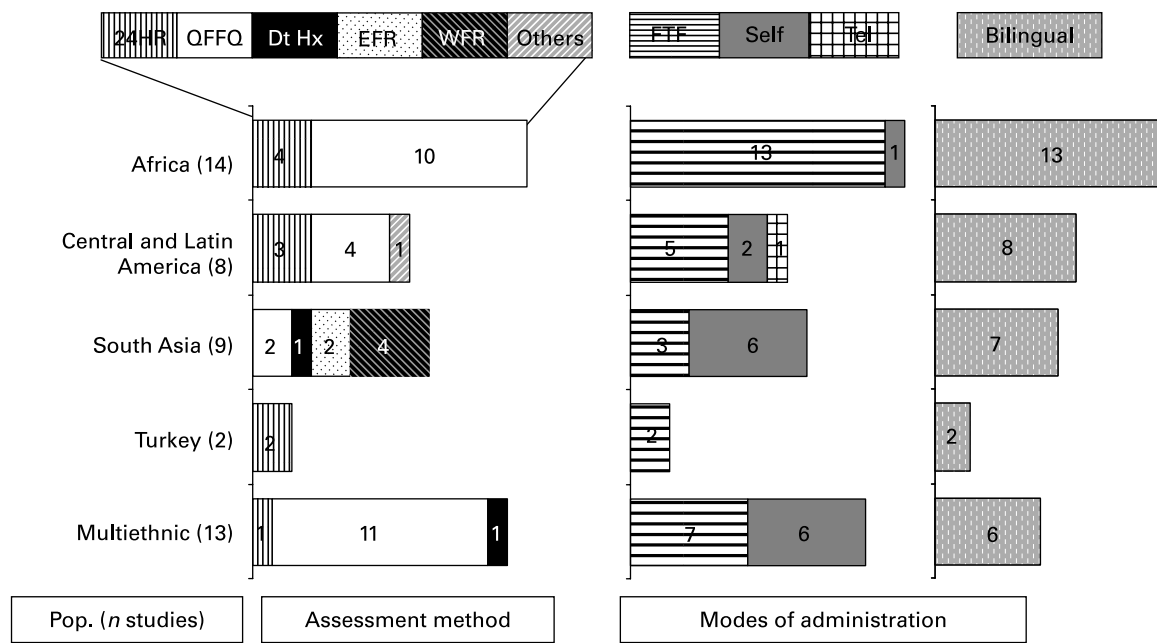 24HR QFFQ Dt Hx EFR WFR Others FTF Self Tel Bilingual
Africa (14) 4 10 13 1 13
Central and Latin
America (8) 3 4 1 5 2 1 8
South Asia (9) 2 1 2 4 3 6 7
Turkey (2) 2 2 2
Multiethnic (13) 1 11 1 7 6 6
Pop. (n studies) Assessment method Modes of administration